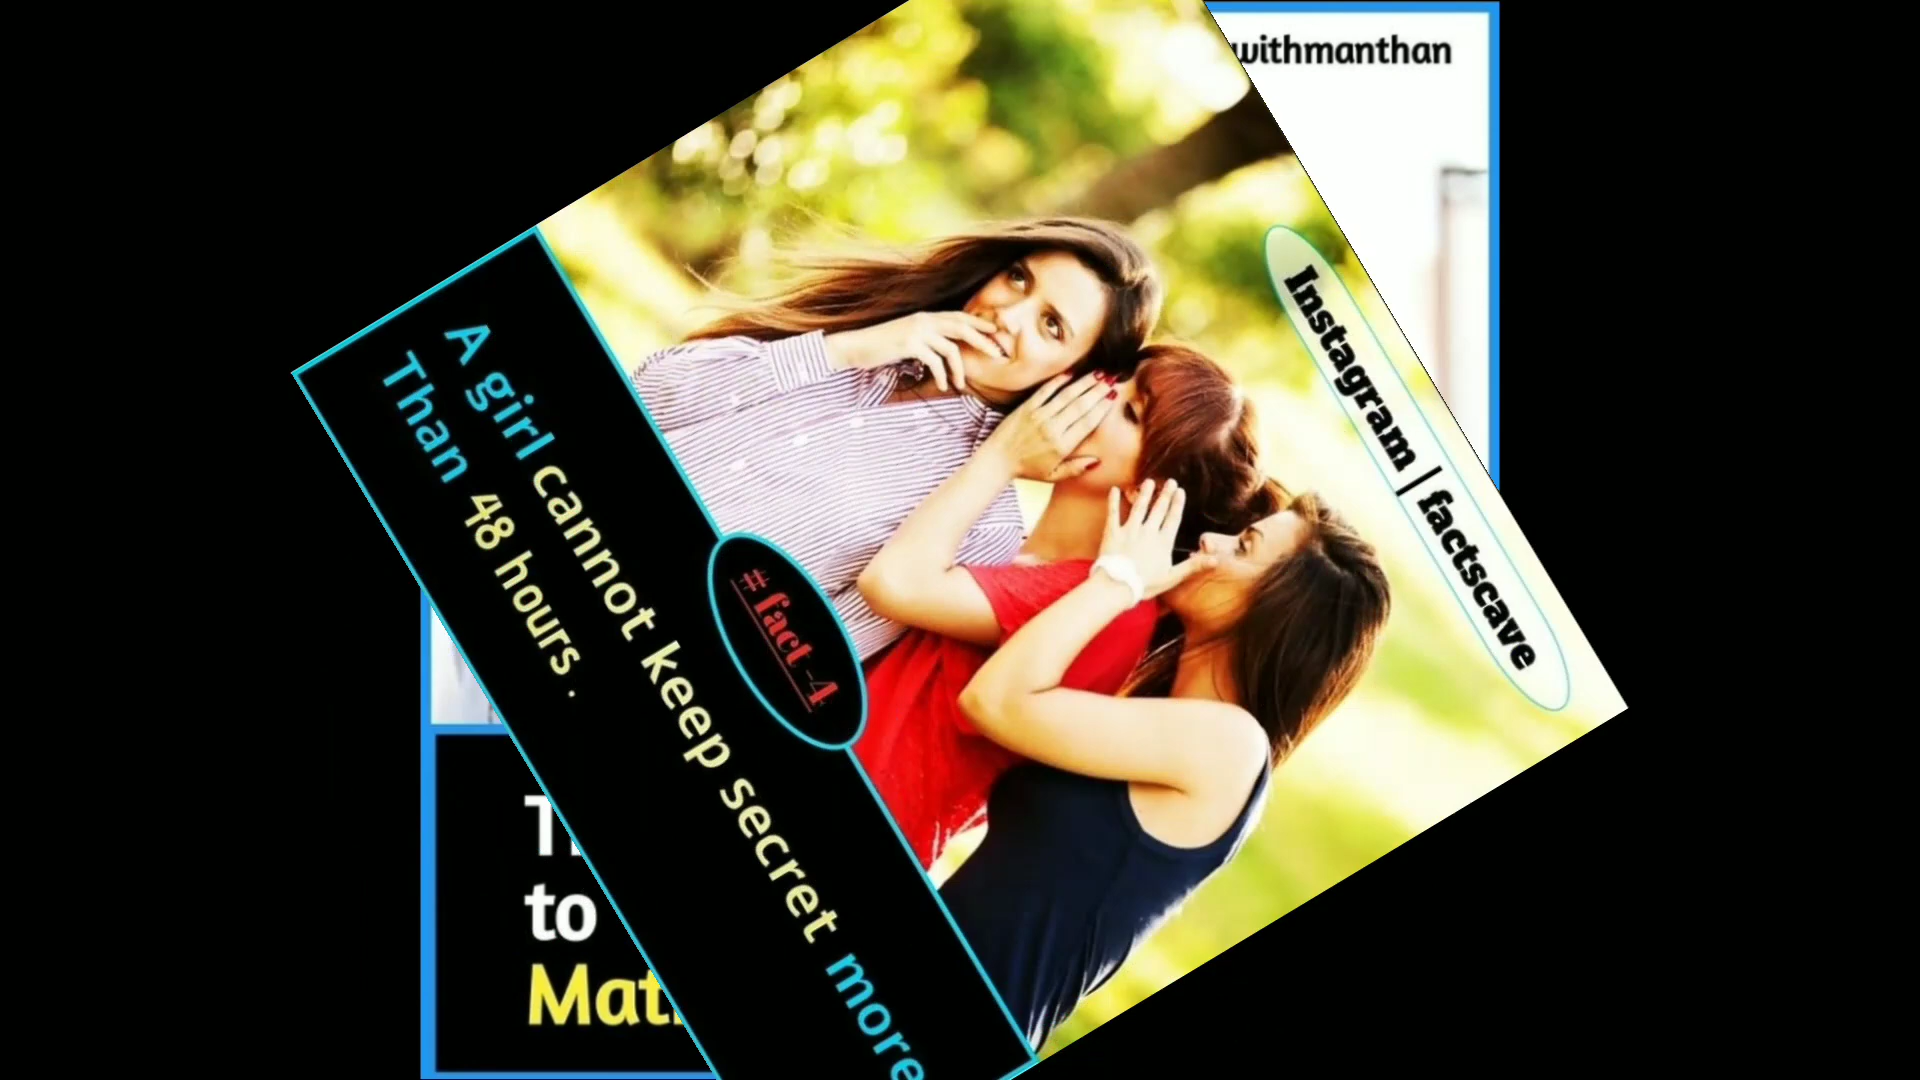 withmanthan
Instagram | factscave
#fact-4
A girl cannot keep secret more
Than 48 hours .
to